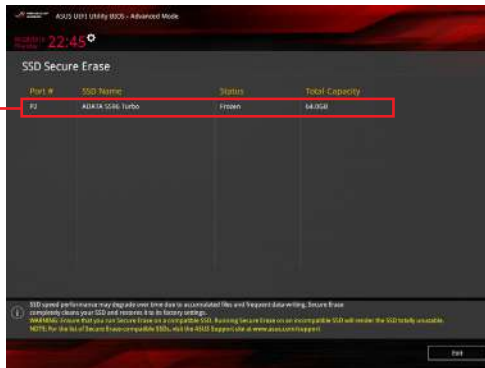 ASUS UEFI Utility BIOS - Advanced Mode
22:45
SSD Secure Erase
Port # SSD Name Status Total Capacity
P2 ADATA S596 Turbo Frozen 64.0GB
SSD speed performance may degrade over time due to accumulated files and frequent data writing. Secure Erase
completely cleans your SSD and restores it to its factory settings.
WARNING: Ensure that you run Secure Erase on a compatible SSD. Running Secure Erase on an incompatible SSD will render the SSD totally unusable.
NOTE: For the list of Secure Erase-compatible SSDs, visit the ASUS Support site at www.asus.com/support
Exit